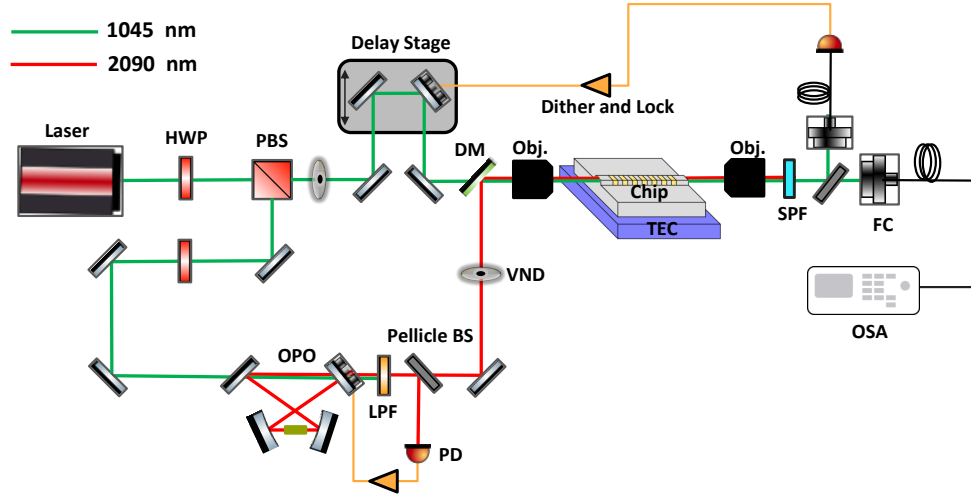 1045 nm
2090 nm
Delay Stage
Dither and Lock
Laser
HWP
PBS
DM
Obj.
Obj.
Chip
TEC
SPF
FC
VND
OSA
Pellicle BS
OPO
LPF
PD